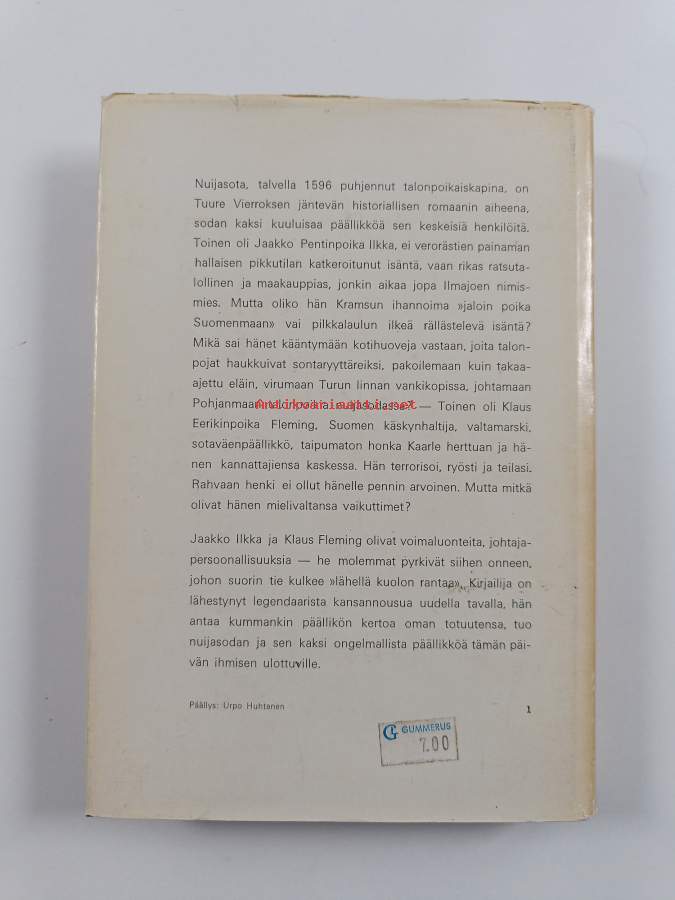 Nuijasota, talvella 1596 puhjennut talonpoikaiskapina, on
Tuure Vierroksen jäntevän historiallisen romaanin aiheena,
sodan kaksi kuuluisaa päällikköä sen keskeisiä henkilöitä.
Toinen oli Jaakko Pentinpoika Ilkka, ei verorästien painaman
hallaisen pikkutilan katkeroitunut isäntä, vaan rikas ratsuta-
lollinen ja maakauppias, jonkin aikaa jopa Ilmajoen nimis-
mies. Mutta oliko hän Kramsun ihannoima »jaloin poika
Suomenmaan» vai pilkkalaulun ilkeä rällästelevä isäntä?
Mikä sai hänet kääntymään kotihuoveja vastaan, joita talon-
pojat haukkuivat sontaryyttäreiksi, pakoilemaan kuin takaa-
ajettu eläin, virumaan Turun linnan vankikopissa, johtamaan
Pohjanmaan talonpoikia nuijasodassa? — Toinen oli Klaus
Antikvariaatti.net
Eerikinpoika Fleming, Suomen käskynhaltija, valtamarski,
sotaväenpäällikkö, taipumaton honka Kaarle herttuan ja hä-
nen kannattajiensa kaskessa. Hän terrorisoi, ryösti ja teilasi.
Rahvaan henki ei ollut hänelle pennin arvoinen. Mutta mitkä
olivat hänen mielivaltansa vaikuttimet?
Jaakko Ilkka ja Klaus Fleming olivat voimaluonteita, johtaja-
persoonallisuuksia — he molemmat pyrkivät siihen onneen,
johon suorin tie kulkee »lähellä kuolon rantaa». Kirjailija on
lähestynyt legendaarista kansannousua uudella tavalla, hän
antaa kummankin päällikön kertoa oman totuutensa, tuo
nuijasodan ja sen kaksi ongelmallista päällikköä tämän päi-
vän ihmisen ulottuville.
Päällys: Urpo Huhtanen
1
GUMMERUS
7.00